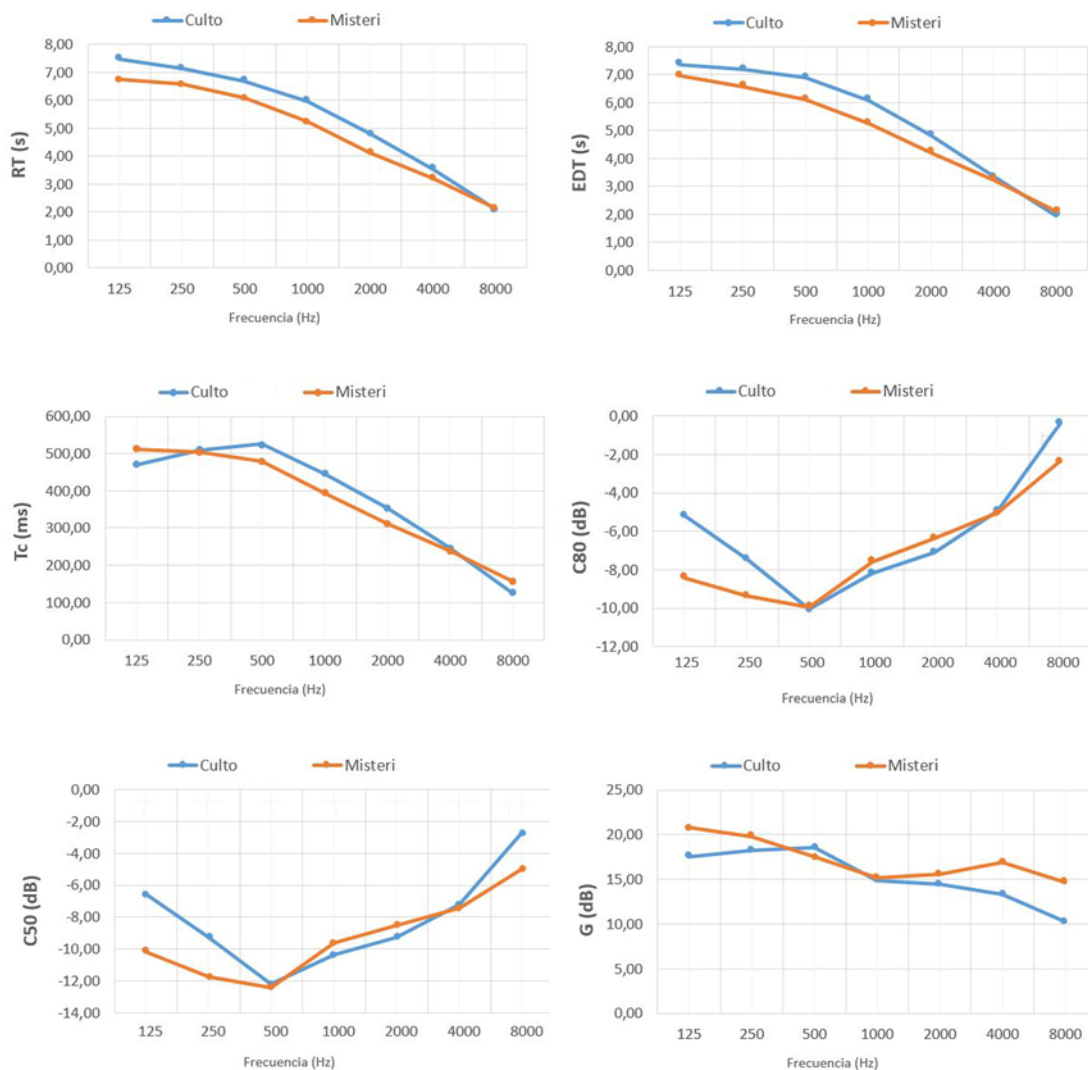 Culto Misteri
RT (s)
8,00
7,00
6,00
5,00
4,00
3,00
2,00
1,00
0,00
125 250 500 1000 2000 4000 8000
Frecuencia (Hz)
Culto Misteri
EDT (s)
8,00
7,00
6,00
5,00
4,00
3,00
2,00
1,00
0,00
125 250 500 1000 2000 4000 8000
Frecuencia (Hz)
Culto Misteri
Tc (ms)
600,00
500,00
400,00
300,00
200,00
100,00
0,00
125 250 500 1000 2000 4000 8000
Frecuencia (Hz)
Culto Misteri
C80 (dB)
0,00
-2,00
-4,00
-6,00
-8,00
-10,00
-12,00
125 250 500 1000 2000 4000 8000
Frecuencia (Hz)
Culto Misteri
C50 (dB)
0,00
-2,00
-4,00
-6,00
-8,00
-10,00
-12,00
-14,00
125 250 500 1000 2000 4000 8000
Frecuencia (Hz)
Culto Misteri
G (dB)
25,00
20,00
15,00
10,00
5,00
0,00
125 250 500 1000 2000 4000 8000
Frecuencia (Hz)